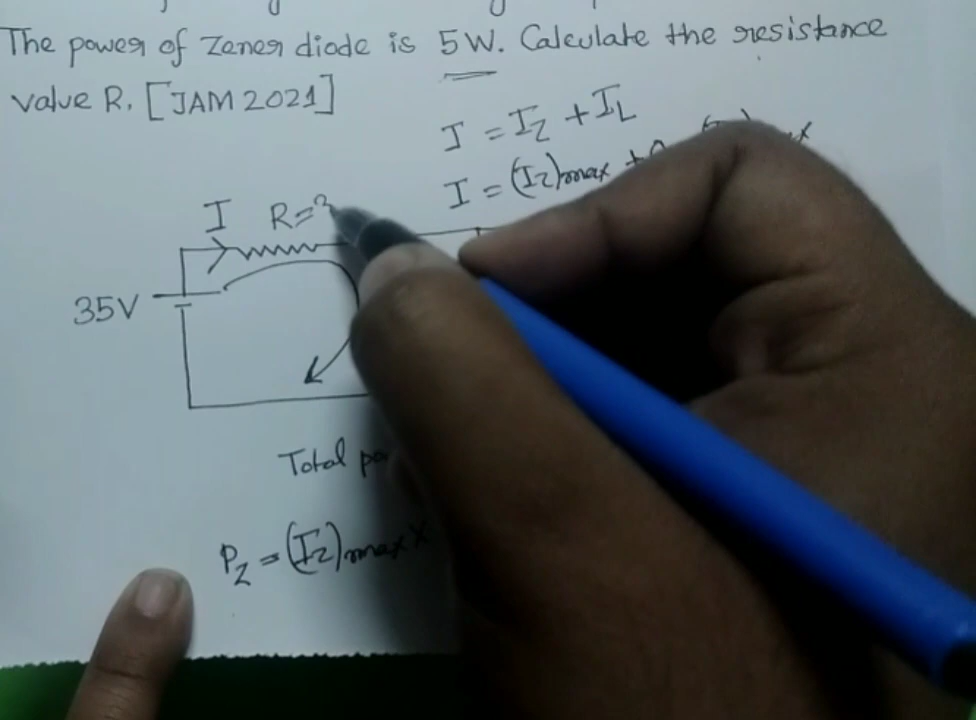 The power of Zener diode is 5W. Calculate the resistance
value R. [JAM 2021]
I = I_Z + I_L
I = (I_Z)max +
I R=?
35V
Total
P_Z = (I_Z)max ×